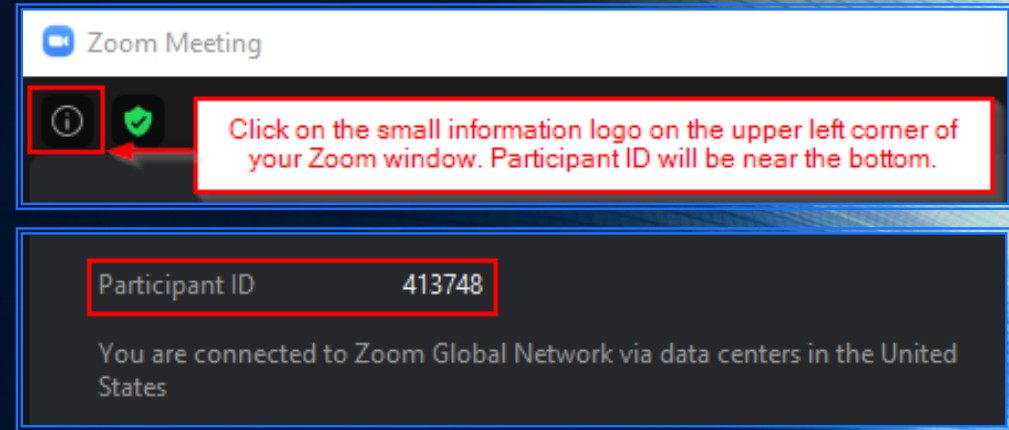 Zoom Meeting
Click on the small information logo on the upper left corner of
your Zoom window. Participant ID will be near the bottom.
Participant ID 413748
You are connected to Zoom Global Network via data centers in the United
States